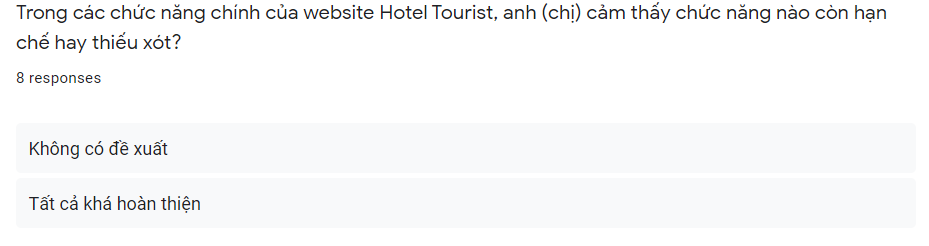 Trong các chức năng chính của website Hotel Tourist, anh (chị) cảm thấy chức năng nào còn hạn
chế hay thiếu xót?
8 responses
Không có đề xuất
Tất cả khá hoàn thiện